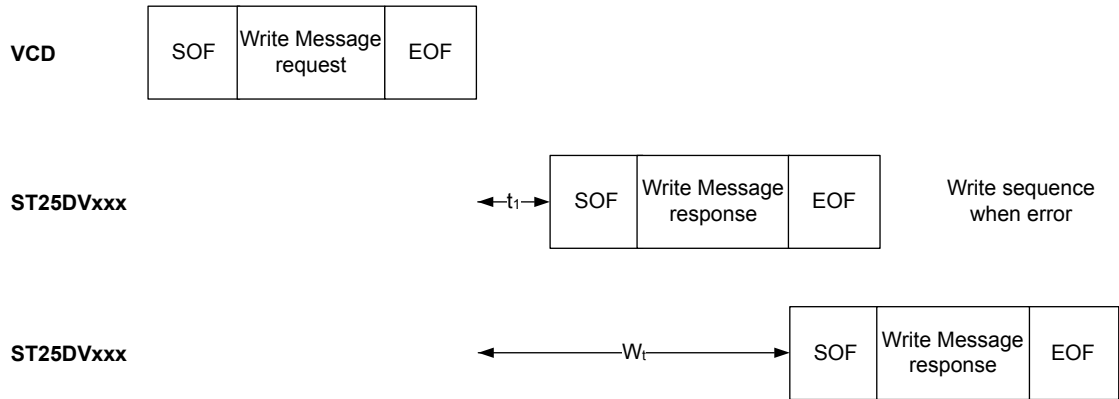 VCD
SOF
Write Message
request
EOF
ST25DVxxx
t₁
SOF
Write Message
response
EOF
Write sequence
when error
ST25DVxxx
Wₜ
SOF
Write Message
response
EOF